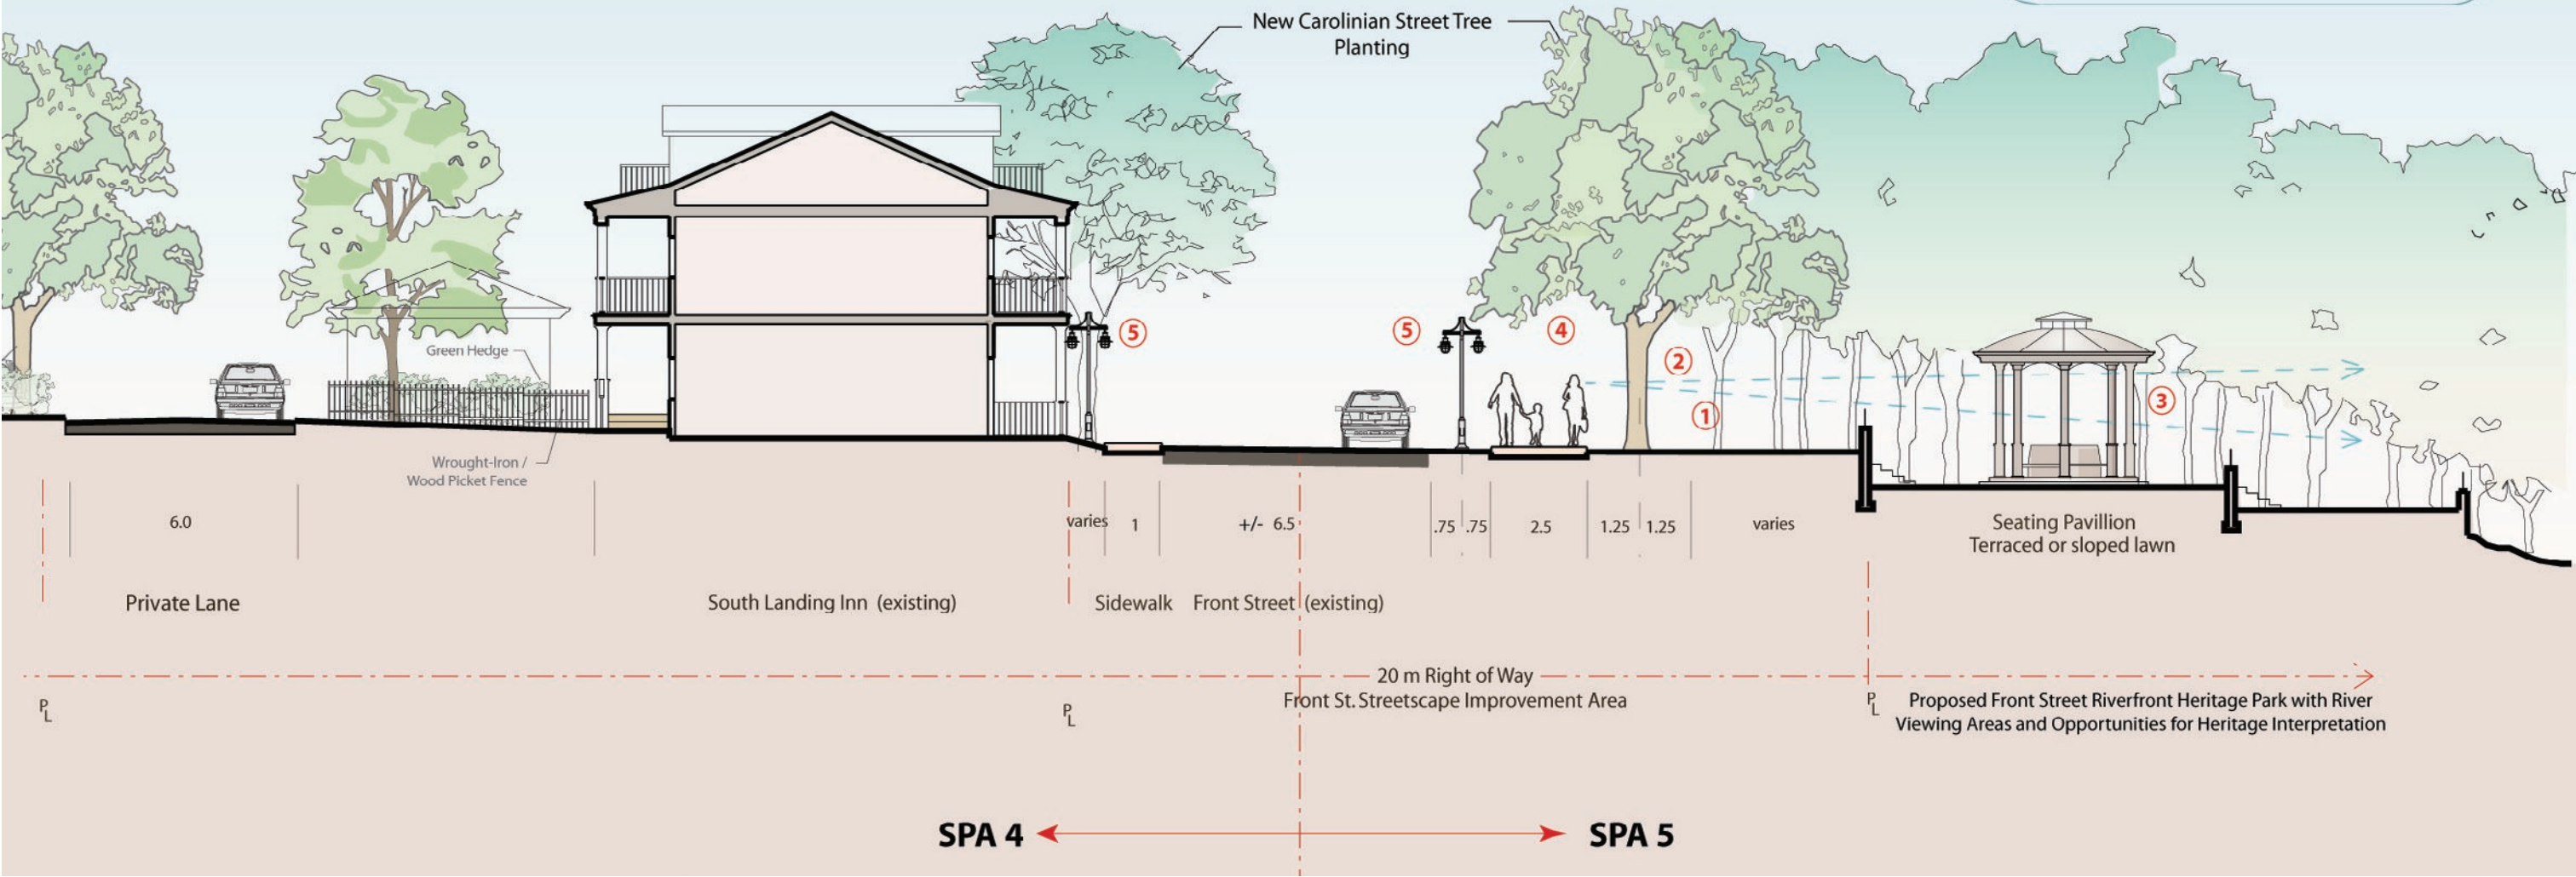 New Carolinian Street Tree
Planting
Green Hedge
Wrought-Iron /
Wood Picket Fence
5
5
4
2
1
3
6.0
varies
1
+/- 6.5
.75
.75
2.5
1.25
1.25
varies
Seating Pavillion
Terraced or sloped lawn
Private Lane
South Landing Inn (existing)
Sidewalk
Front Street (existing)
20 m Right of Way
Front St. Streetscape Improvement Area
PL
PL
PL
Proposed Front Street Riverfront Heritage Park with River
Viewing Areas and Opportunities for Heritage Interpretation
SPA 4
SPA 5